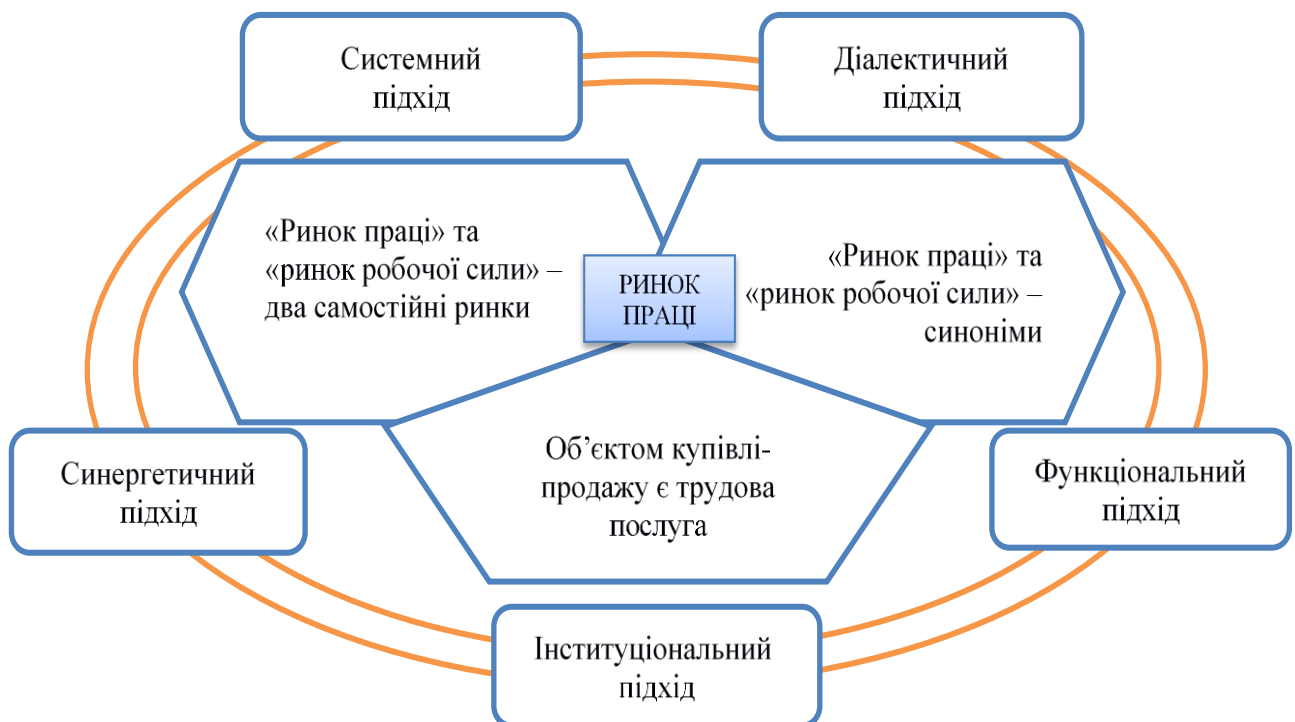 Системний
підхід
Діалектичний
підхід
«Ринок праці» та
«ринок робочої сили» –
два самостійні ринки
РИНОК
ПРАЦІ
«Ринок праці» та
«ринок робочої сили» –
синоніми
Синергетичний
підхід
Об’єктом купівлі-
продажу є трудова
послуга
Функціональний
підхід
Інституціональний
підхід